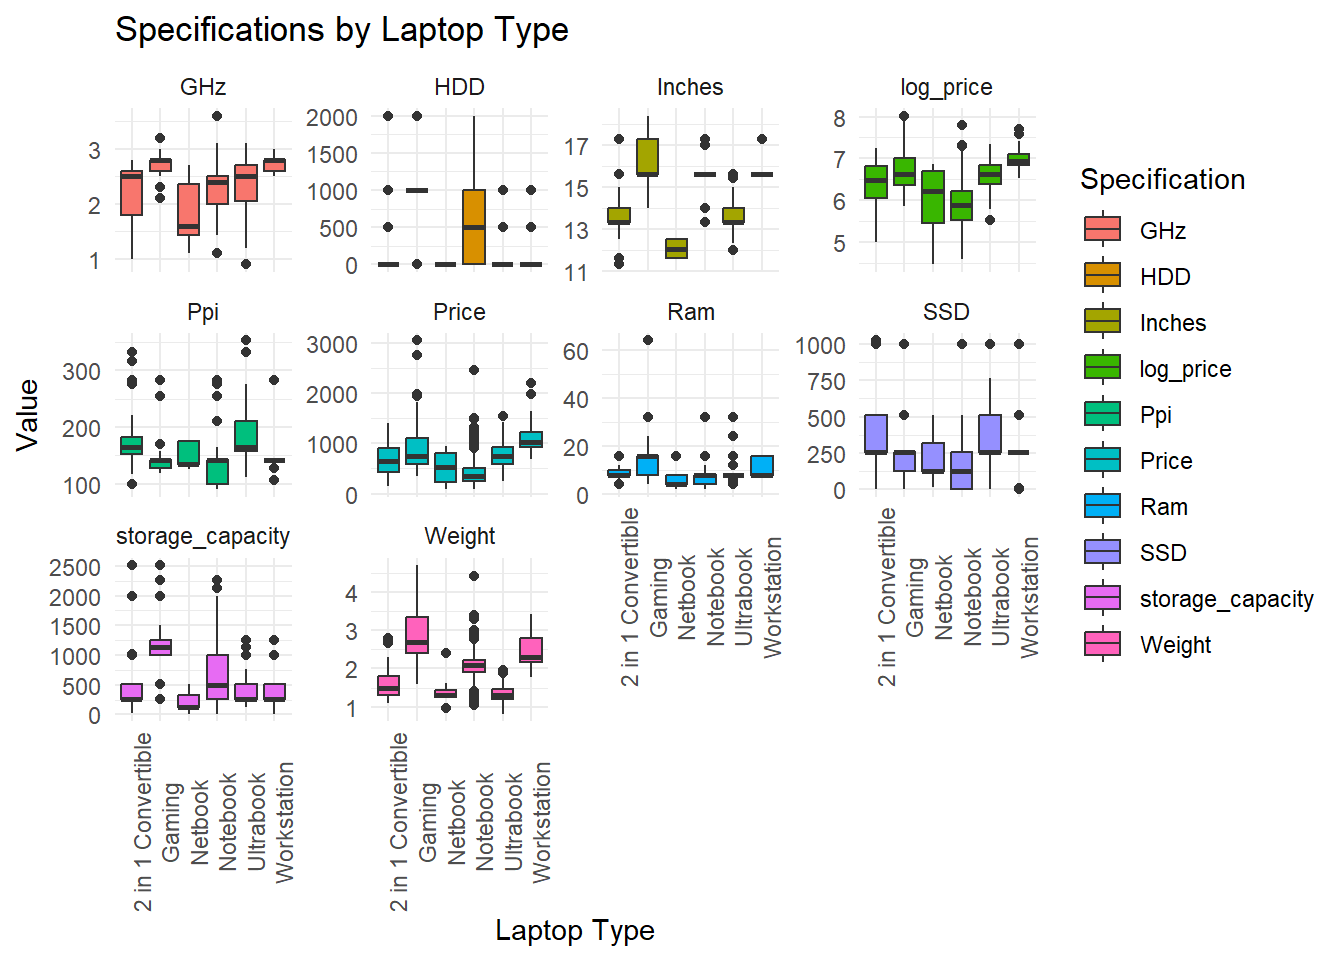 Specifications by Laptop Type
GHz
HDD
Inches
log_price
3
2
1
2000
1500
1000
500
0
17
15
13
11
8
7
6
5
Ppi
Price
Ram
SSD
300
200
100
3000
2000
1000
0
60
40
20
0
1000
750
500
250
0
storage_capacity
Weight
2500
2000
1500
1000
500
0
4
3
2
1
2 in 1 Convertible
Gaming
Netbook
Notebook
Ultrabook
Workstation
2 in 1 Convertible
Gaming
Netbook
Notebook
Ultrabook
Workstation
2 in 1 Convertible
Gaming
Netbook
Notebook
Ultrabook
Workstation
2 in 1 Convertible
Gaming
Netbook
Notebook
Ultrabook
Workstation
Value
Laptop Type
Specification
GHz
HDD
Inches
log_price
Ppi
Price
Ram
SSD
storage_capacity
Weight